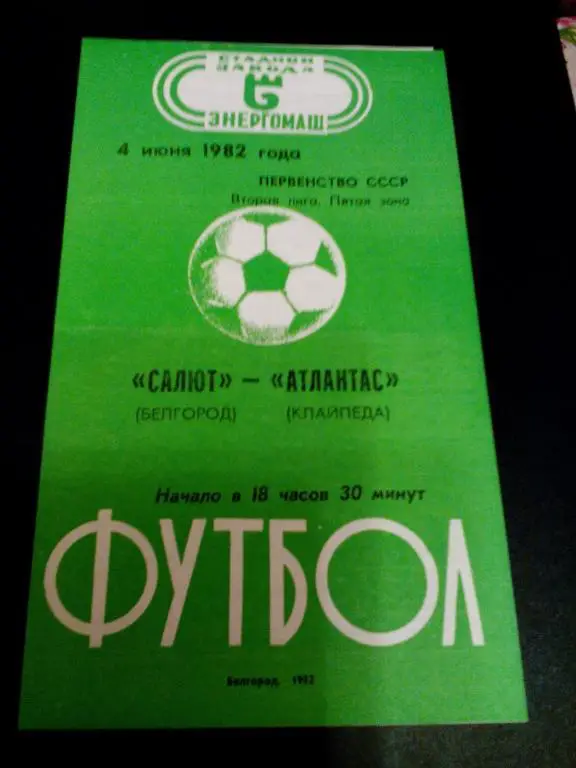 СТАДИОН
ЗАВОДА
ЭНЕРГОМАШ
4 июня 1982 года
ПЕРВЕНСТВО СССР
Вторая лига. Пятая зона
«САЛЮТ» — «АТЛАНТАС»
(БЕЛГОРОД) (КЛАЙПЕДА)
Начало в 18 часов 30 минут
ФУТБОЛ
Белгород, 1982